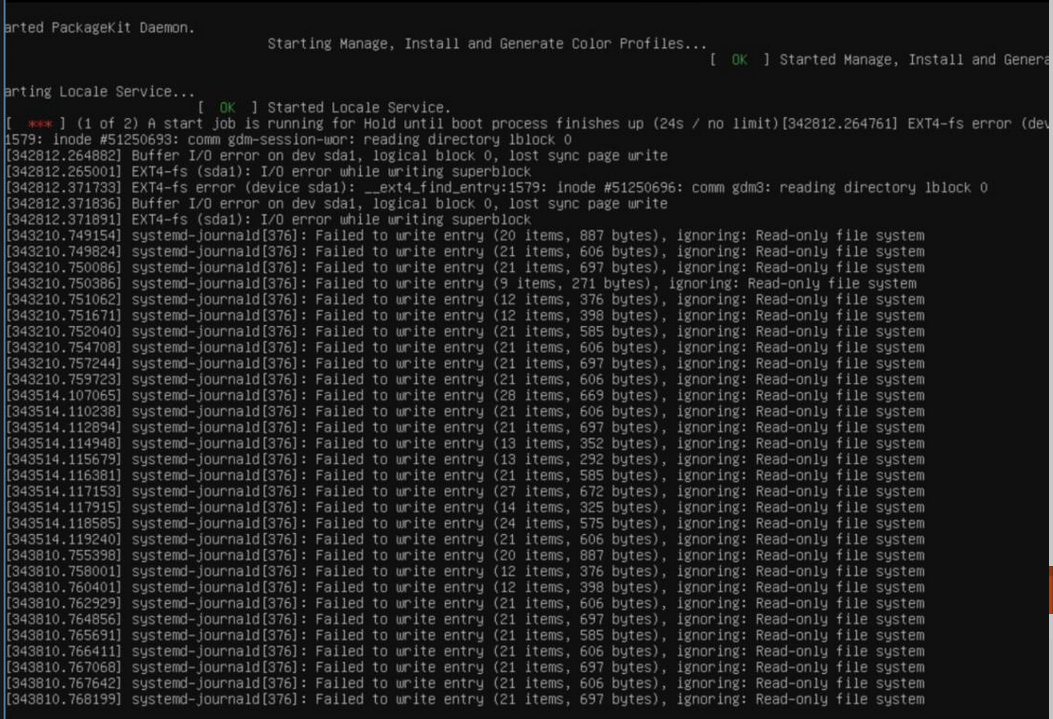 arted PackageKit Daemon.
Starting Manage, Install and Generate Color Profiles...
[ OK ] Started Manage, Install and Genera
arting Locale Service...
[ OK ] Started Locale Service.
[ *** ] (1 of 2) A start job is running for Hold until boot process finishes up (24s / no limit)[342812.264761] EXT4-fs error (dev
1579: inode #51250693: comm gdm-session-wor: reading directory lblock 0
[342812.264882] Buffer I/O error on dev sda1, logical block 0, lost sync page write
[342812.265001] EXT4-fs (sda1): I/O error while writing superblock
[342812.371733] EXT4-fs error (device sda1): __ext4_find_entry:1579: inode #51250696: comm gdm3: reading directory lblock 0
[342812.371836] Buffer I/O error on dev sda1, logical block 0, lost sync page write
[342812.371891] EXT4-fs (sda1): I/O error while writing superblock
[343210.749154] systemd-journald[376]: Failed to write entry (20 items, 887 bytes), ignoring: Read-only file system
[343210.749824] systemd-journald[376]: Failed to write entry (21 items, 606 bytes), ignoring: Read-only file system
[343210.750086] systemd-journald[376]: Failed to write entry (21 items, 697 bytes), ignoring: Read-only file system
[343210.750386] systemd-journald[376]: Failed to write entry (9 items, 271 bytes), ignoring: Read-only file system
[343210.751062] systemd-journald[376]: Failed to write entry (12 items, 376 bytes), ignoring: Read-only file system
[343210.751671] systemd-journald[376]: Failed to write entry (12 items, 398 bytes), ignoring: Read-only file system
[343210.752040] systemd-journald[376]: Failed to write entry (21 items, 585 bytes), ignoring: Read-only file system
[343210.754708] systemd-journald[376]: Failed to write entry (21 items, 606 bytes), ignoring: Read-only file system
[343210.757244] systemd-journald[376]: Failed to write entry (21 items, 697 bytes), ignoring: Read-only file system
[343210.759723] systemd-journald[376]: Failed to write entry (21 items, 606 bytes), ignoring: Read-only file system
[343514.107065] systemd-journald[376]: Failed to write entry (28 items, 669 bytes), ignoring: Read-only file system
[343514.110238] systemd-journald[376]: Failed to write entry (21 items, 606 bytes), ignoring: Read-only file system
[343514.112894] systemd-journald[376]: Failed to write entry (21 items, 697 bytes), ignoring: Read-only file system
[343514.114948] systemd-journald[376]: Failed to write entry (13 items, 352 bytes), ignoring: Read-only file system
[343514.115679] systemd-journald[376]: Failed to write entry (13 items, 292 bytes), ignoring: Read-only file system
[343514.116381] systemd-journald[376]: Failed to write entry (21 items, 585 bytes), ignoring: Read-only file system
[343514.117153] systemd-journald[376]: Failed to write entry (27 items, 672 bytes), ignoring: Read-only file system
[343514.117915] systemd-journald[376]: Failed to write entry (14 items, 325 bytes), ignoring: Read-only file system
[343514.118585] systemd-journald[376]: Failed to write entry (24 items, 575 bytes), ignoring: Read-only file system
[343514.119240] systemd-journald[376]: Failed to write entry (21 items, 606 bytes), ignoring: Read-only file system
[343810.755398] systemd-journald[376]: Failed to write entry (20 items, 887 bytes), ignoring: Read-only file system
[343810.758001] systemd-journald[376]: Failed to write entry (12 items, 376 bytes), ignoring: Read-only file system
[343810.760401] systemd-journald[376]: Failed to write entry (12 items, 398 bytes), ignoring: Read-only file system
[343810.762929] systemd-journald[376]: Failed to write entry (21 items, 606 bytes), ignoring: Read-only file system
[343810.764856] systemd-journald[376]: Failed to write entry (21 items, 697 bytes), ignoring: Read-only file system
[343810.765691] systemd-journald[376]: Failed to write entry (21 items, 585 bytes), ignoring: Read-only file system
[343810.766411] systemd-journald[376]: Failed to write entry (21 items, 606 bytes), ignoring: Read-only file system
[343810.767068] systemd-journald[376]: Failed to write entry (21 items, 697 bytes), ignoring: Read-only file system
[343810.767642] systemd-journald[376]: Failed to write entry (21 items, 606 bytes), ignoring: Read-only file system
[343810.768199] systemd-journald[376]: Failed to write entry (21 items, 697 bytes), ignoring: Read-only file system